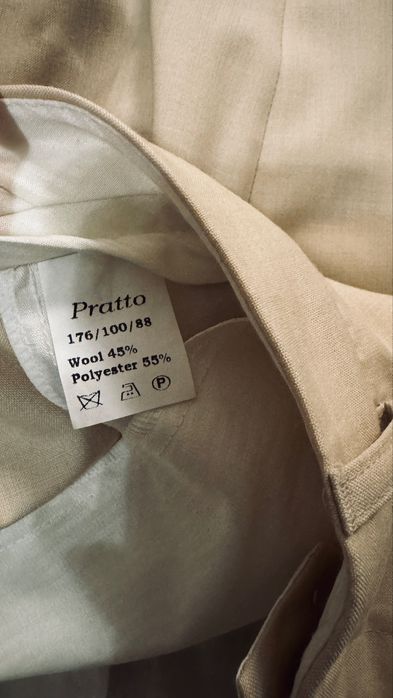 Pratto
176/100/88
Wool 45%
Polyester 55%
P